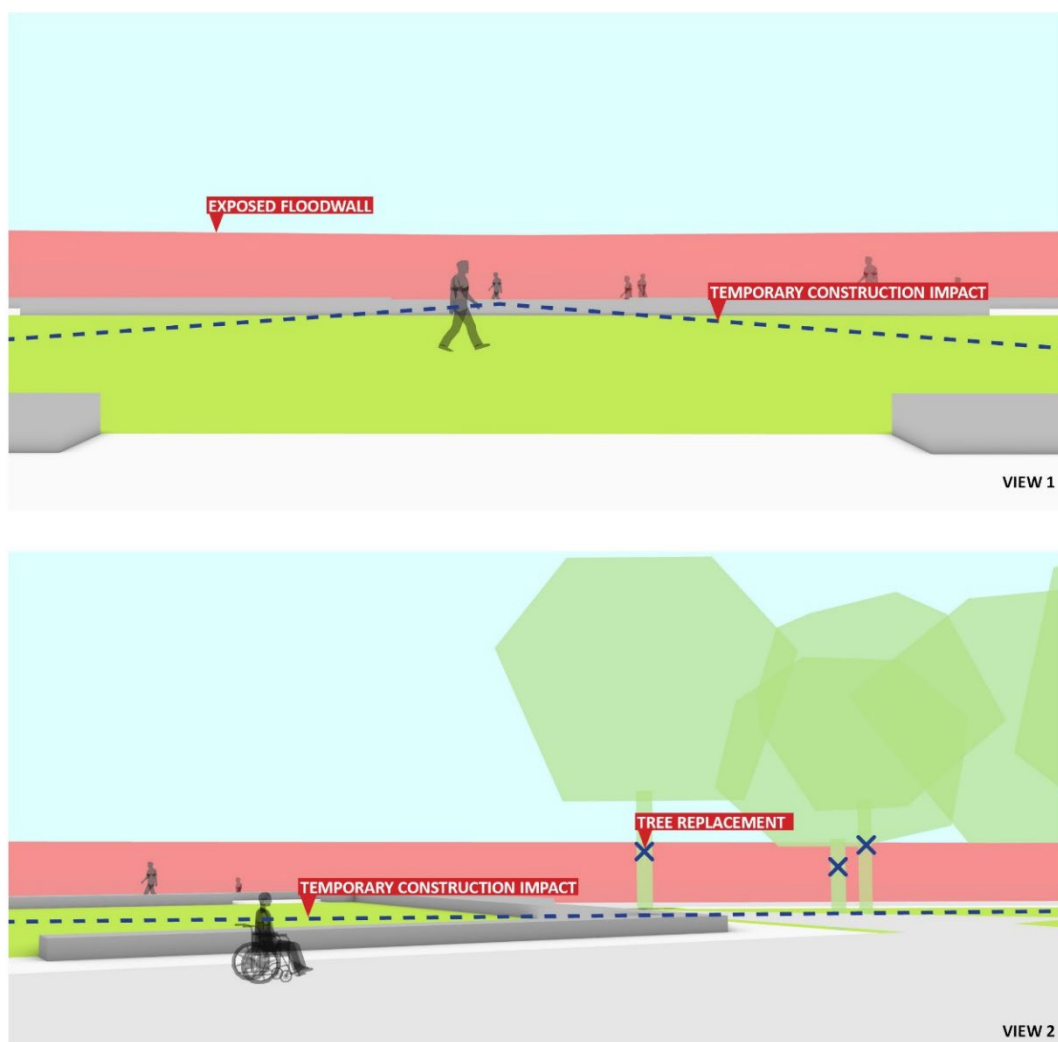 EXPOSED FLOODWALL
TEMPORARY CONSTRUCTION IMPACT
VIEW 1
TREE REPLACEMENT
TEMPORARY CONSTRUCTION IMPACT
VIEW 2